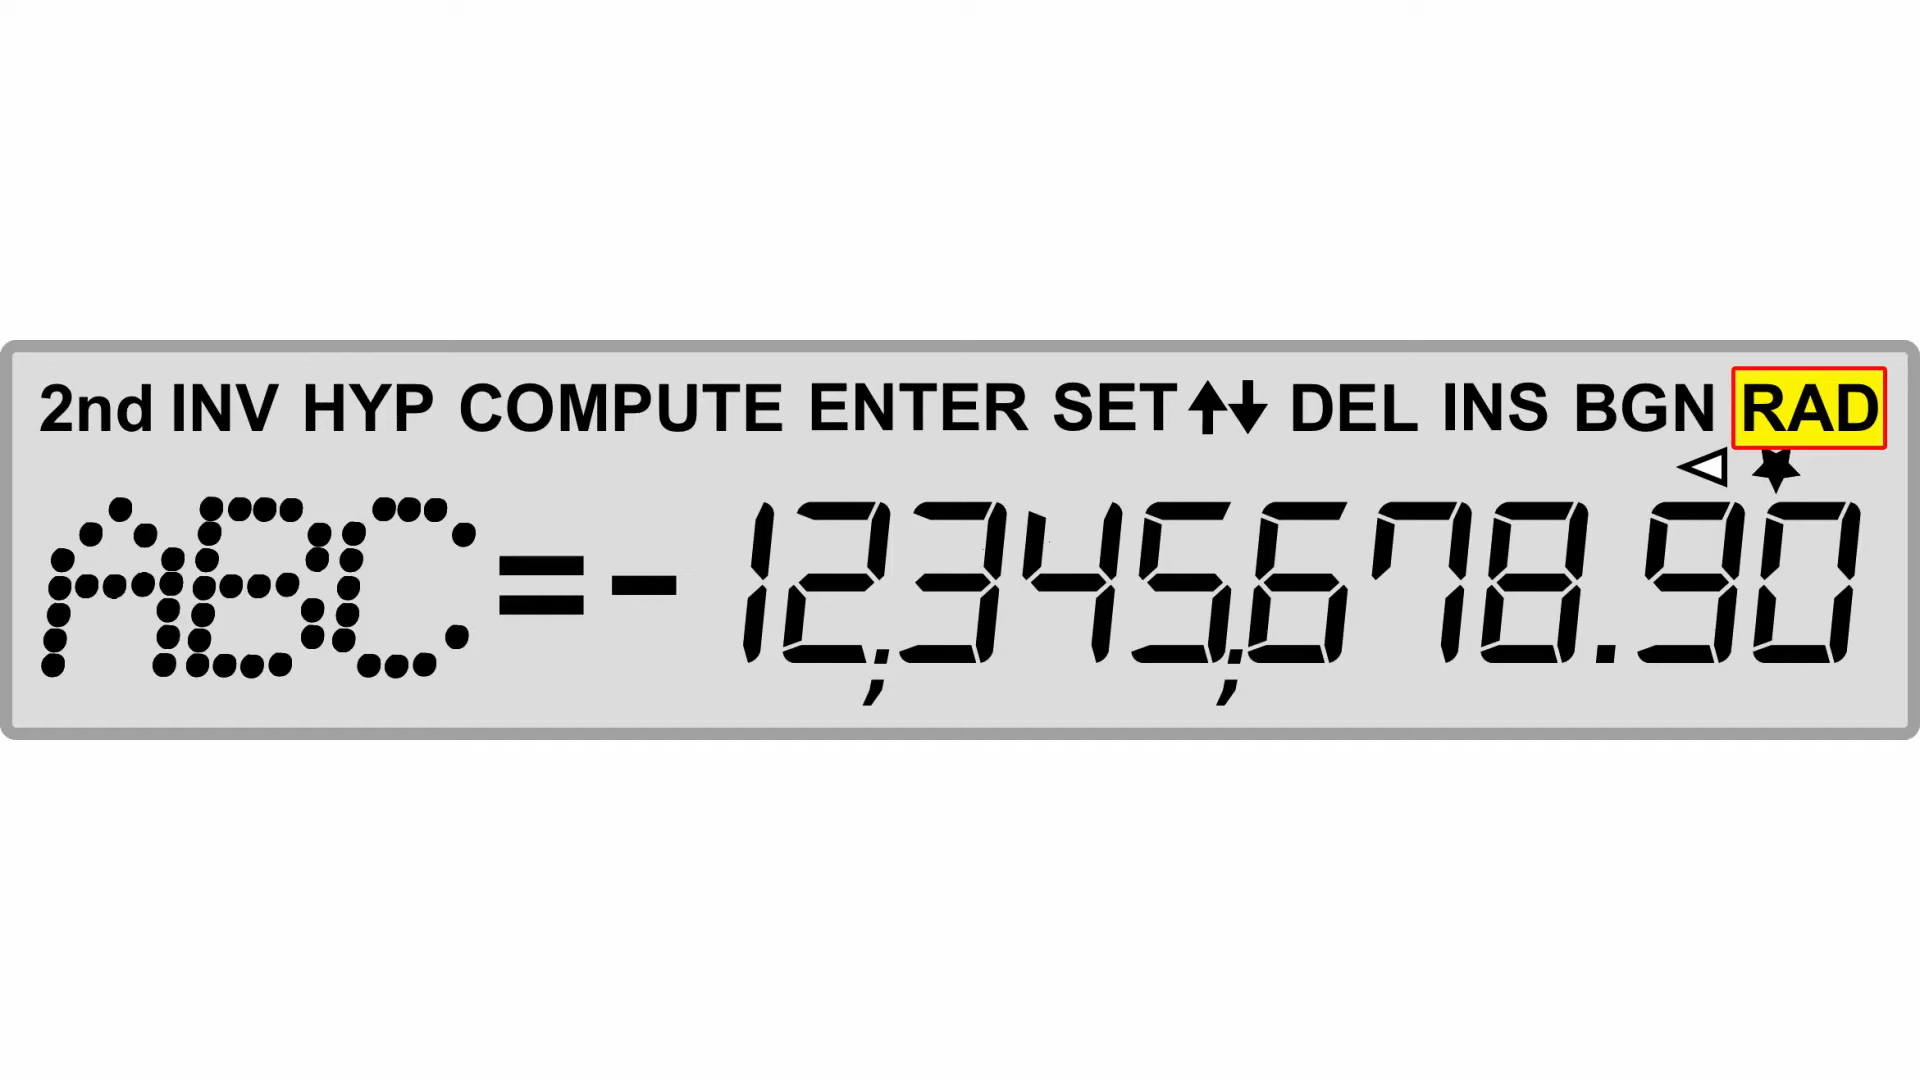 2nd INV HYP COMPUTE ENTER SET ↑↓ DEL INS BGN RAD
◁ ★
ABC=-12,345,678.90